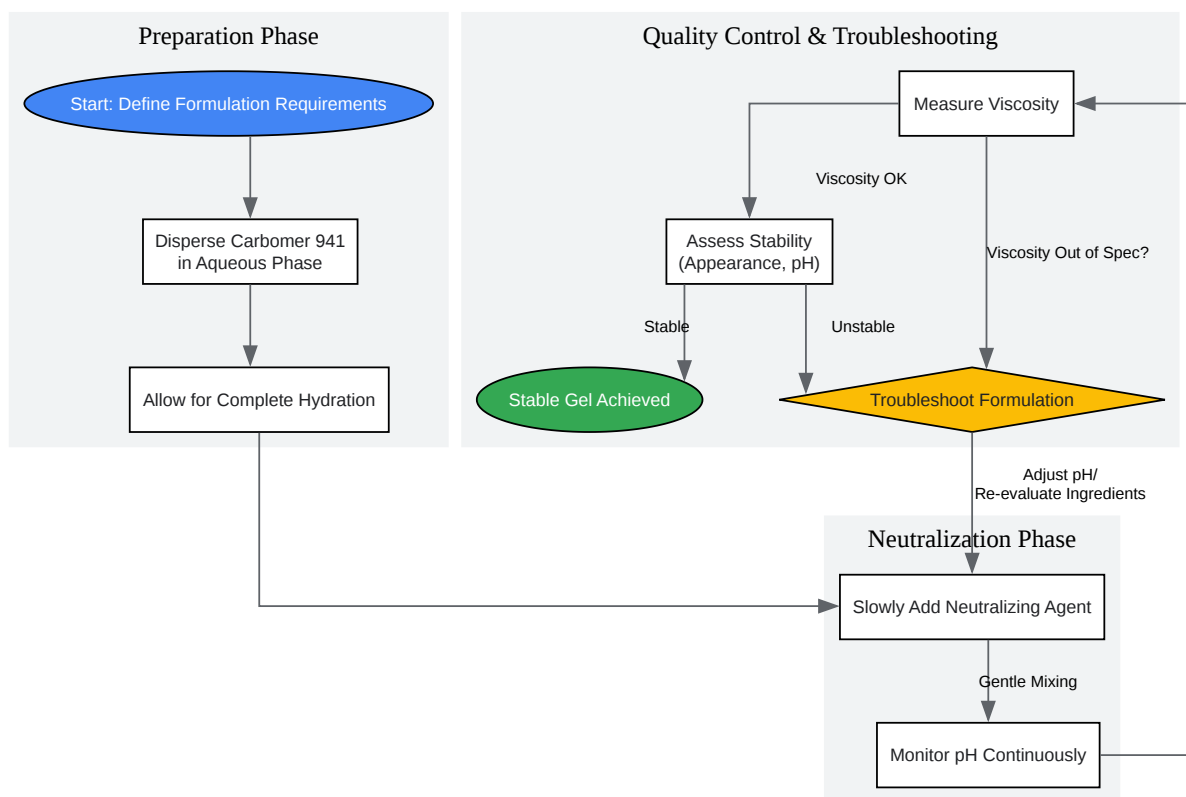 Preparation Phase
Start: Define Formulation Requirements
Disperse Carbomer 941
in Aqueous Phase
Allow for Complete Hydration
Quality Control & Troubleshooting
Measure Viscosity
Viscosity OK
Assess Stability
(Appearance, pH)
Viscosity Out of Spec?
Stable
Unstable
Stable Gel Achieved
Troubleshoot Formulation
Adjust pH/
Re-evaluate Ingredients
Neutralization Phase
Slowly Add Neutralizing Agent
Gentle Mixing
Monitor pH Continuously